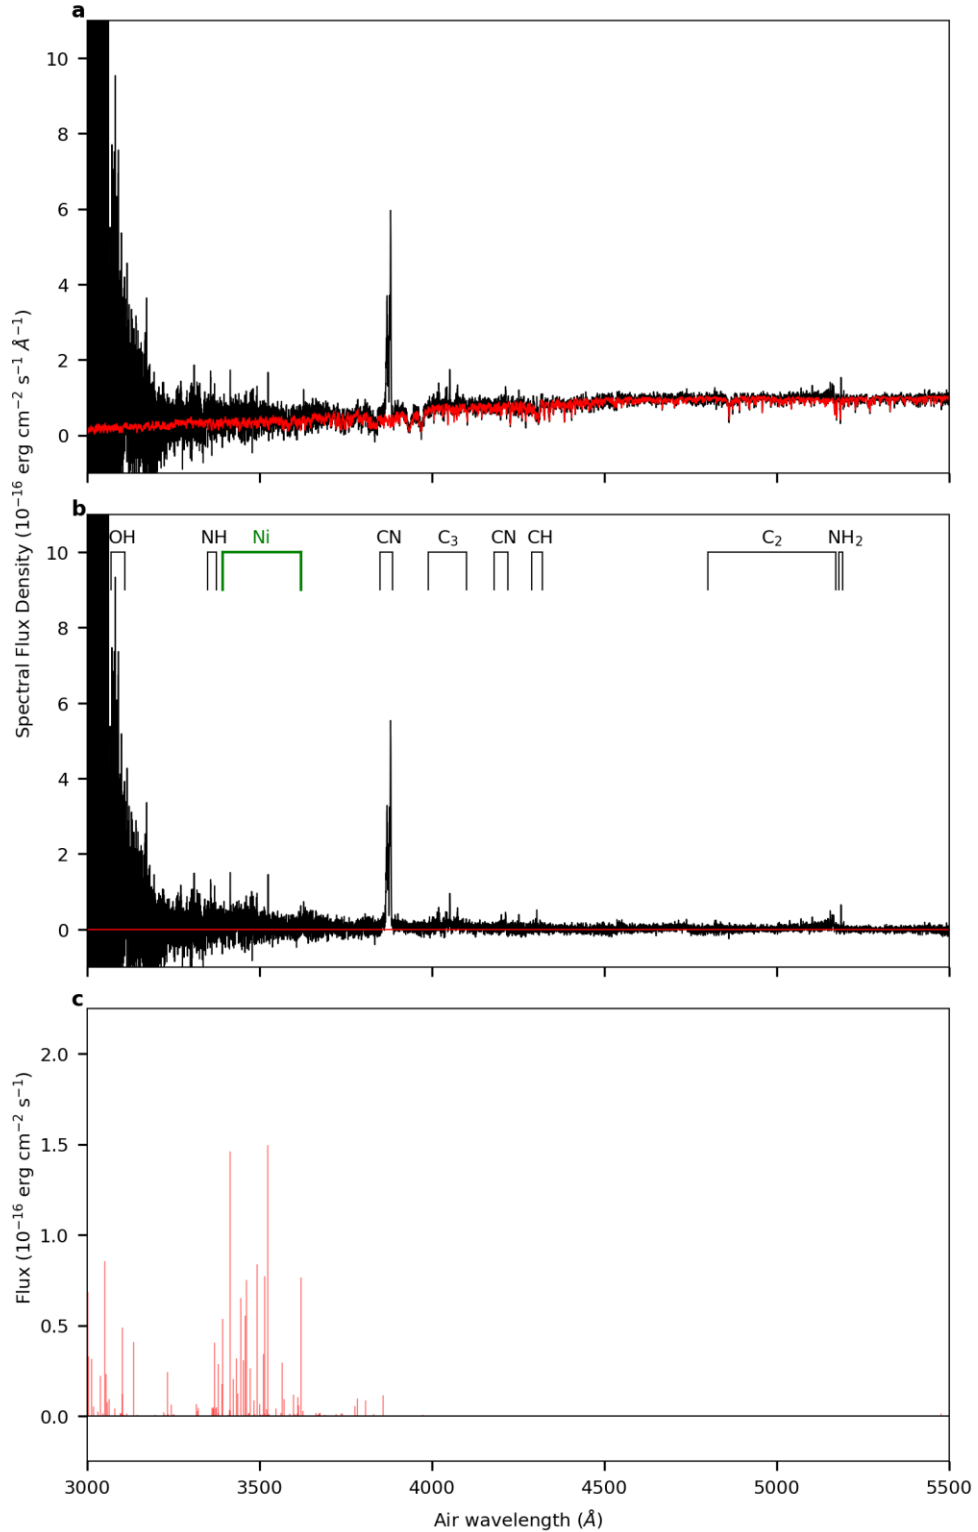 a
10
8
6
4
2
0
b
OH NH Ni CN C₃ CN CH C₂ NH₂
10
8
6
4
2
0
Spectral Flux Density (10⁻¹⁶ erg cm⁻² s⁻¹ Å⁻¹)
c
2.0
1.5
1.0
0.5
0.0
Flux (10⁻¹⁶ erg cm⁻² s⁻¹)
3000 3500 4000 4500 5000 5500
Air wavelength (Å)